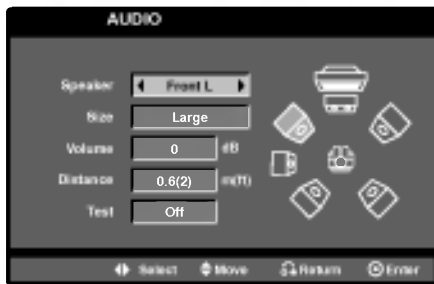 AUDIO
Speaker Front L
Size Large
Volume 0 dB
Distance 0.6(2) m(ft)
Test Off
Select Move Return Enter